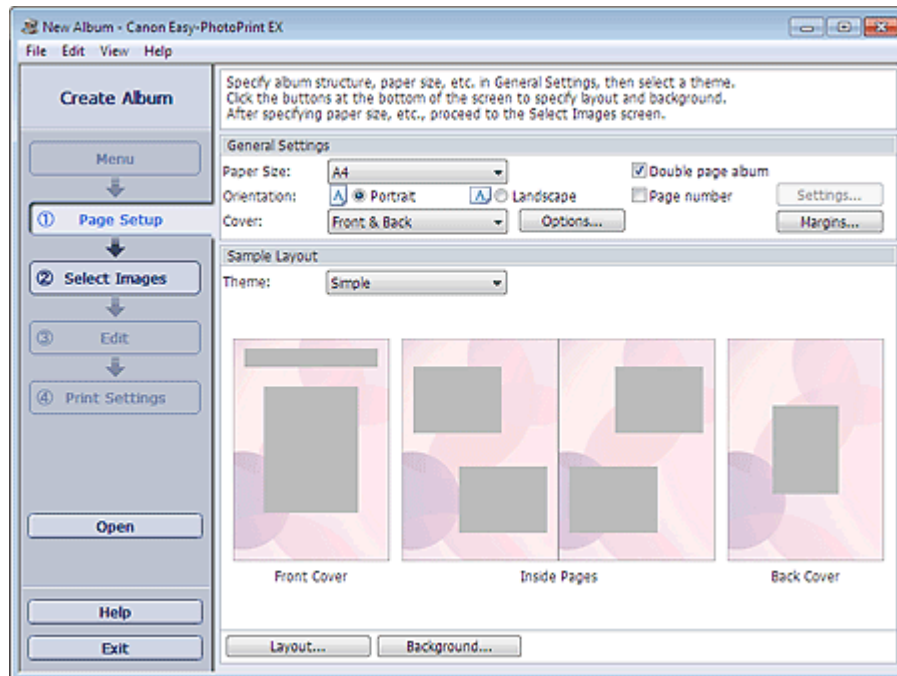 New Album - Canon Easy-PhotoPrint EX
File Edit View Help
Create Album
Menu
① Page Setup
② Select Images
③ Edit
④ Print Settings
Open
Help
Exit
Specify album structure, paper size, etc. in General Settings, then select a theme.
Click the buttons at the bottom of the screen to specify layout and background.
After specifying paper size, etc., proceed to the Select Images screen.
General Settings
Paper Size: A4 Double page album
Orientation: A Portrait A Landscape Page number Settings...
Cover: Front & Back Options... Margins...
Sample Layout
Theme: Simple
Front Cover Inside Pages Back Cover
Layout... Background...